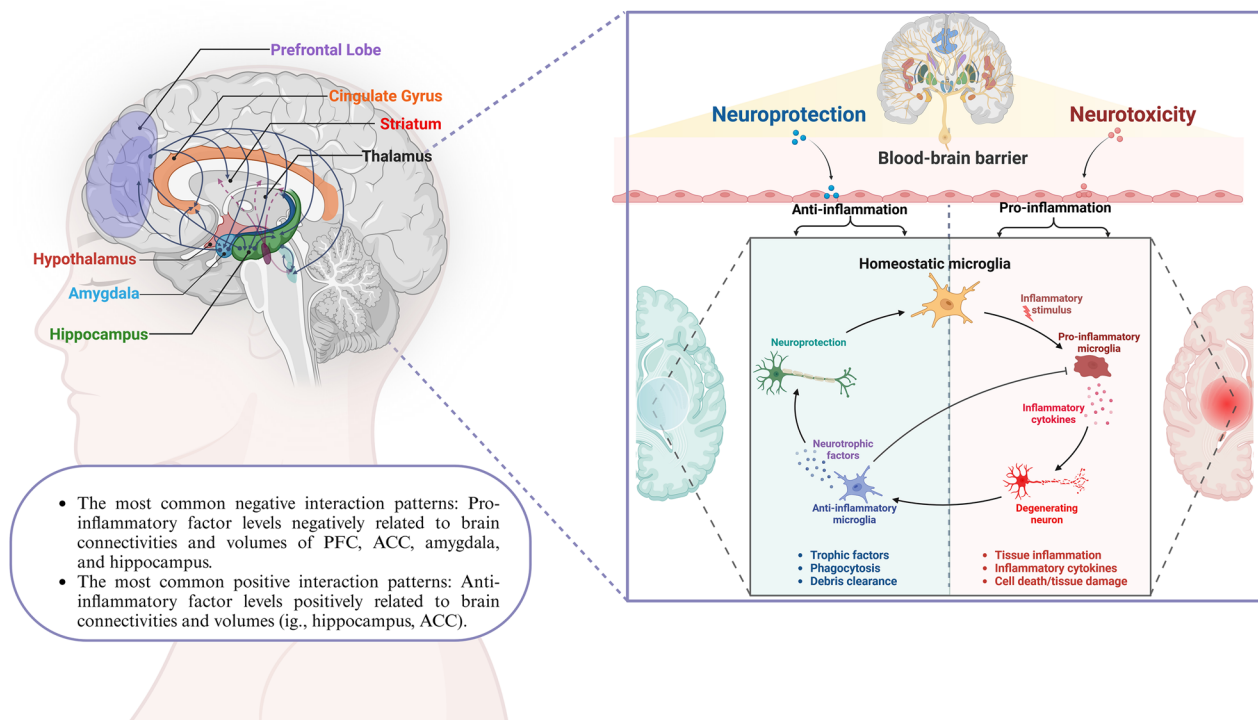 Prefrontal Lobe
Cingulate Gyrus
Striatum
Thalamus
Hypothalamus
Amygdala
Hippocampus
• The most common negative interaction patterns: Pro-
inflammatory factor levels negatively related to brain
connectivities and volumes of PFC, ACC, amygdala,
and hippocampus.
• The most common positive interaction patterns: Anti-
inflammatory factor levels positively related to brain
connectivities and volumes (ig., hippocampus, ACC).
Neuroprotection
Neurotoxicity
Blood-brain barrier
Anti-inflammation
Pro-inflammation
Homeostatic microglia
Inflammatory
stimulus
Pro-inflammatory
microglia
Neuroprotection
Inflammatory
cytokines
Neurotrophic
factors
Anti-inflammatory
microglia
Degenerating
neuron
• Trophic factors
• Phagocytosis
• Debris clearance
• Tissue inflammation
• Inflammatory cytokines
• Cell death/tissue damage